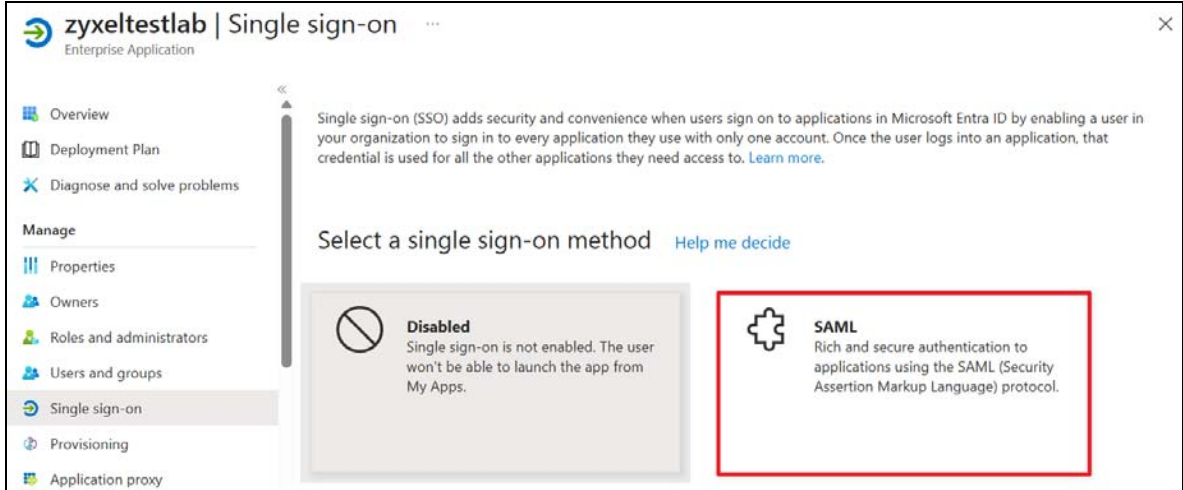 zyxeltestlab | Single sign-on ...
Enterprise Application
Overview
Deployment Plan
Diagnose and solve problems
Manage
Properties
Owners
Roles and administrators
Users and groups
Single sign-on
Provisioning
Application proxy
Single sign-on (SSO) adds security and convenience when users sign on to applications in Microsoft Entra ID by enabling a user in
your organization to sign in to every application they use with only one account. Once the user logs into an application, that
credential is used for all the other applications they need access to. Learn more.
Select a single sign-on method Help me decide
Disabled
Single sign-on is not enabled. The user
won't be able to launch the app from
My Apps.
SAML
Rich and secure authentication to
applications using the SAML (Security
Assertion Markup Language) protocol.